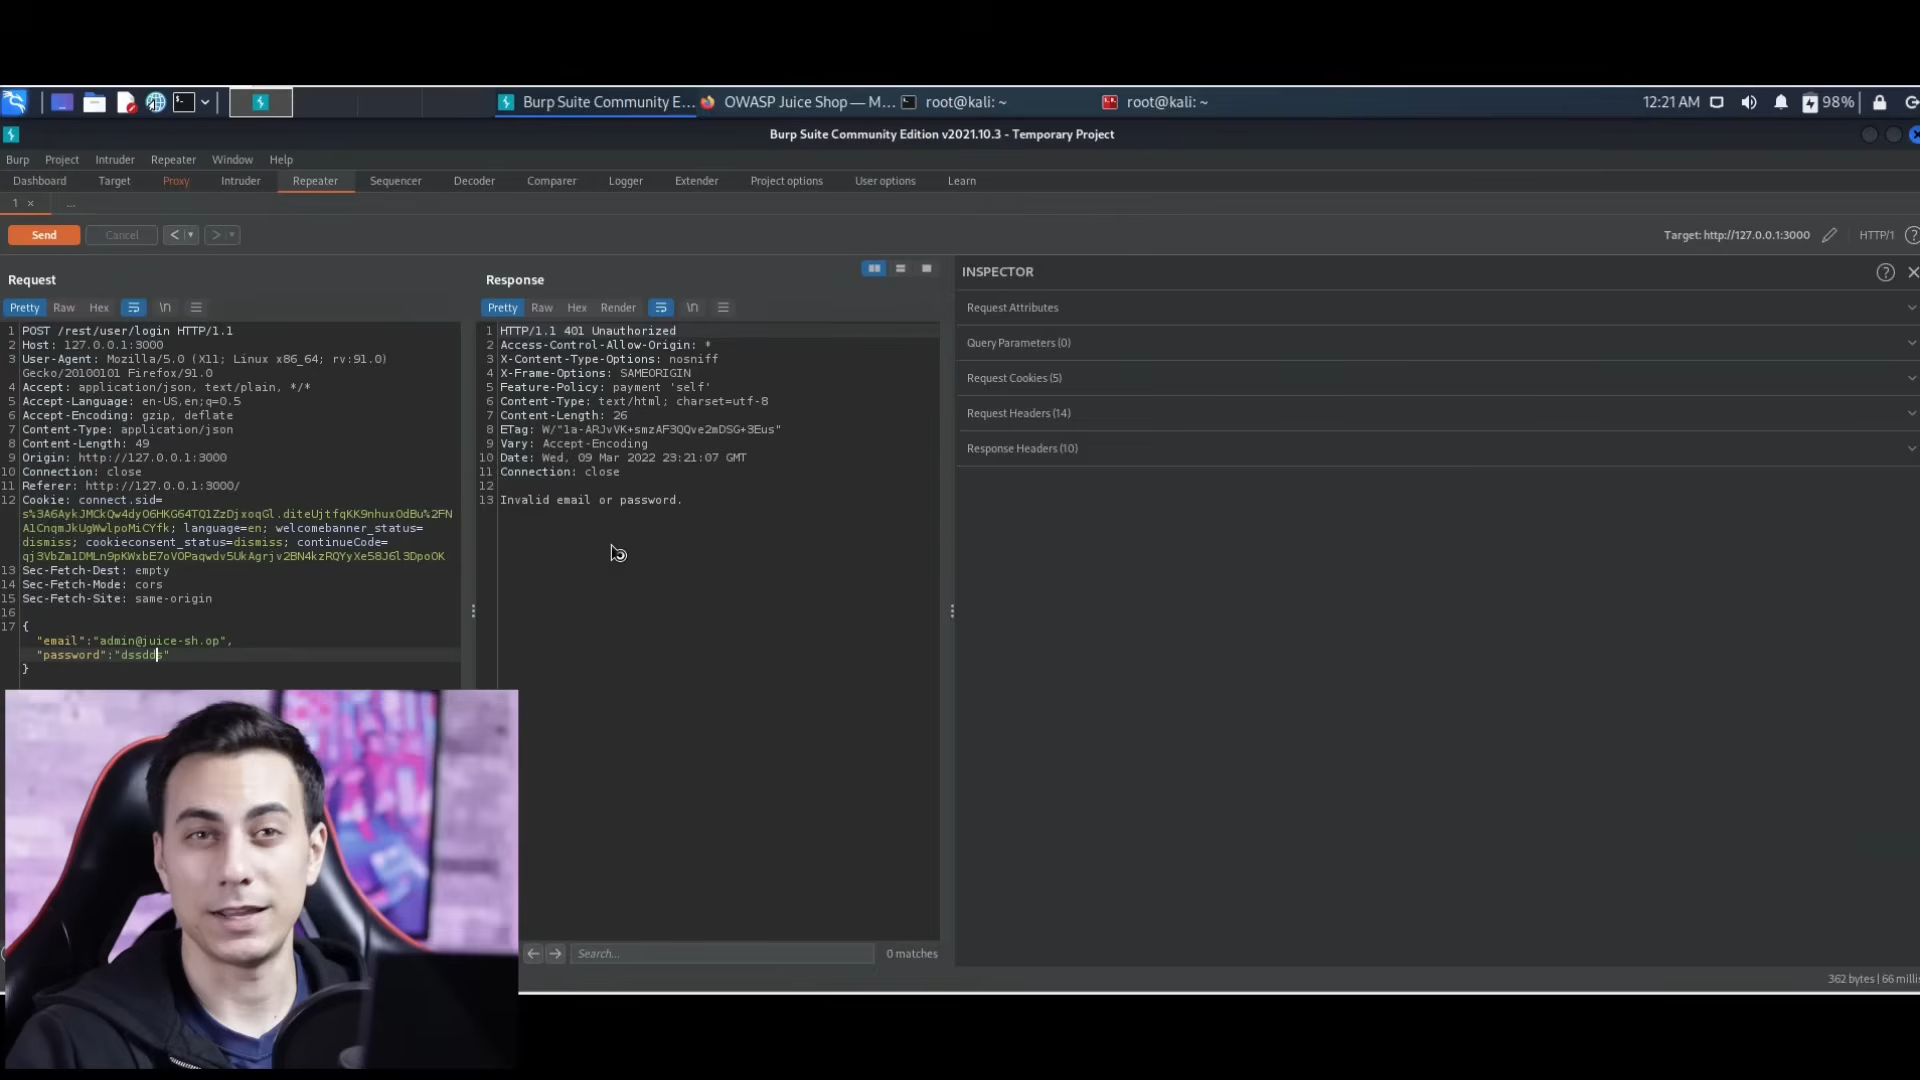 Burp Suite Community E...
OWASP Juice Shop — M...
root@kali: ~
root@kali: ~
12:21 AM
98%
Burp Suite Community Edition v2021.10.3 - Temporary Project
Burp Project Intruder Repeater Window Help
Dashboard Target Proxy Intruder Repeater Sequencer Decoder Comparer Logger Extender Project options User options Learn
1 × ...
Send Cancel < >
Target: http://127.0.0.1:3000 HTTP/1 ?
Request
Pretty Raw Hex \n
1 POST /rest/user/login HTTP/1.1
2 Host: 127.0.0.1:3000
3 User-Agent: Mozilla/5.0 (X11; Linux x86_64; rv:91.0)
Gecko/20100101 Firefox/91.0
4 Accept: application/json, text/plain, */*
5 Accept-Language: en-US,en;q=0.5
6 Accept-Encoding: gzip, deflate
7 Content-Type: application/json
8 Content-Length: 49
9 Origin: http://127.0.0.1:3000
10 Connection: close
11 Referer: http://127.0.0.1:3000/
12 Cookie: connect.sid=
s%3A6AykJMCkQw4dyO6HKG64TQlZzDjxoqGl.diteUjtfqKK9nhuxOdBu%2FN
AlCnqmJkUgWwlpoMiCYfk; language=en; welcomebanner_status=
dismiss; cookieconsent_status=dismiss; continueCode=
qj3VbZmlDMLn9pKWxbE7oVOPaqwdv5UkAgrjv2BN4kzRQYyXe58J6l3DpoOK
13 Sec-Fetch-Dest: empty
14 Sec-Fetch-Mode: cors
15 Sec-Fetch-Site: same-origin
16
17 {
"email":"admin@juice-sh.op",
"password":"dssdds"
}
Response
Pretty Raw Hex Render \n
1 HTTP/1.1 401 Unauthorized
2 Access-Control-Allow-Origin: *
3 X-Content-Type-Options: nosniff
4 X-Frame-Options: SAMEORIGIN
5 Feature-Policy: payment 'self'
6 Content-Type: text/html; charset=utf-8
7 Content-Length: 26
8 ETag: W/"1a-ARJvVK+smzAF3QQve2mDSG+3Eus"
9 Vary: Accept-Encoding
10 Date: Wed, 09 Mar 2022 23:21:07 GMT
11 Connection: close
12
13 Invalid email or password.
Search...
0 matches
INSPECTOR
Request Attributes
Query Parameters (0)
Request Cookies (5)
Request Headers (14)
Response Headers (10)
362 bytes | 66 milli